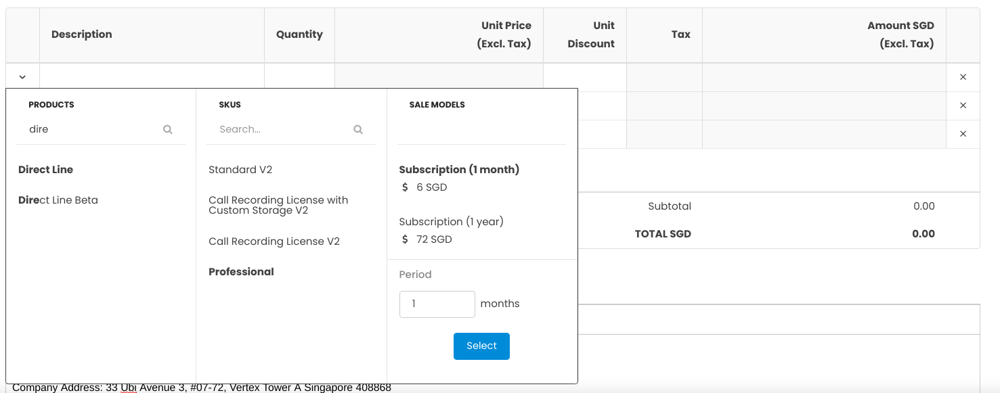 Description
Quantity
Unit Price
(Excl. Tax)
Unit
Discount
Tax
Amount SGD
(Excl. Tax)
PRODUCTS
dire
Direct Line
Direct Line Beta
SKUS
Search...
Standard V2
Call Recording License with
Custom Storage V2
Call Recording License V2
Professional
SALE MODELS
Subscription (1 month)
$ 6 SGD
Subscription (1 year)
$ 72 SGD
Period
1 months
Select
Subtotal 0.00
TOTAL SGD 0.00
Company Address: 33 Ubi Avenue 3, #07-72, Vertex Tower A Singapore 408868